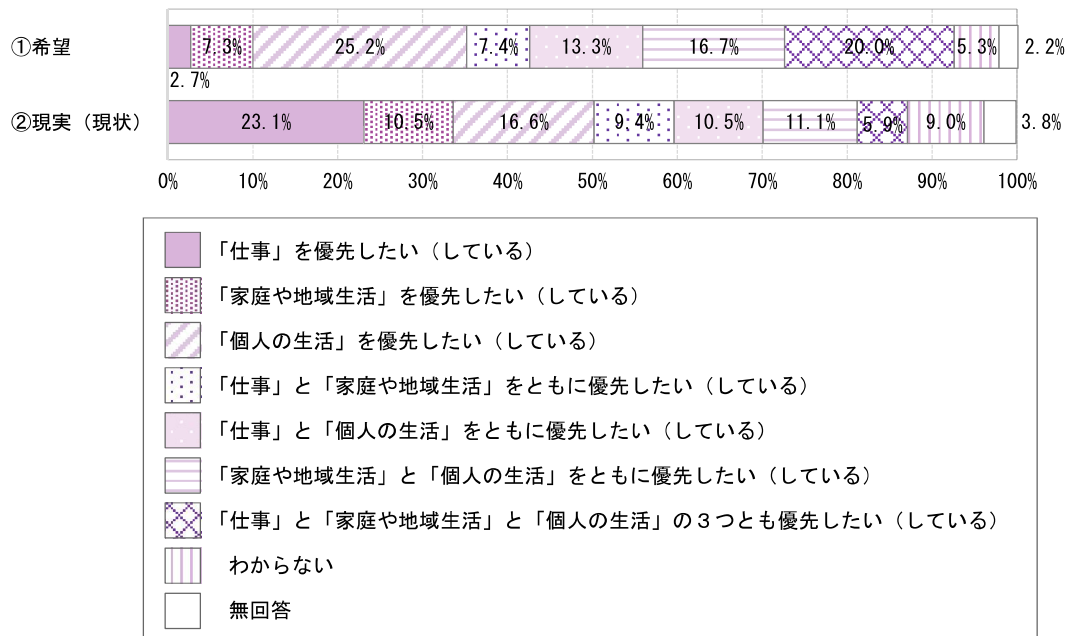 ①希望
7.3%
25.2%
7.4%
13.3%
16.7%
20.0%
5.3%
2.2%
2.7%
②現実（現状）
23.1%
10.5%
16.6%
9.4%
10.5%
11.1%
5.9%
9.0%
3.8%
0% 10% 20% 30% 40% 50% 60% 70% 80% 90% 100%
「仕事」を優先したい（している）
「家庭や地域生活」を優先したい（している）
「個人の生活」を優先したい（している）
「仕事」と「家庭や地域生活」をともに優先したい（している）
「仕事」と「個人の生活」をともに優先したい（している）
「家庭や地域生活」と「個人の生活」をともに優先したい（している）
「仕事」と「家庭や地域生活」と「個人の生活」の３つとも優先したい（している）
わからない
無回答